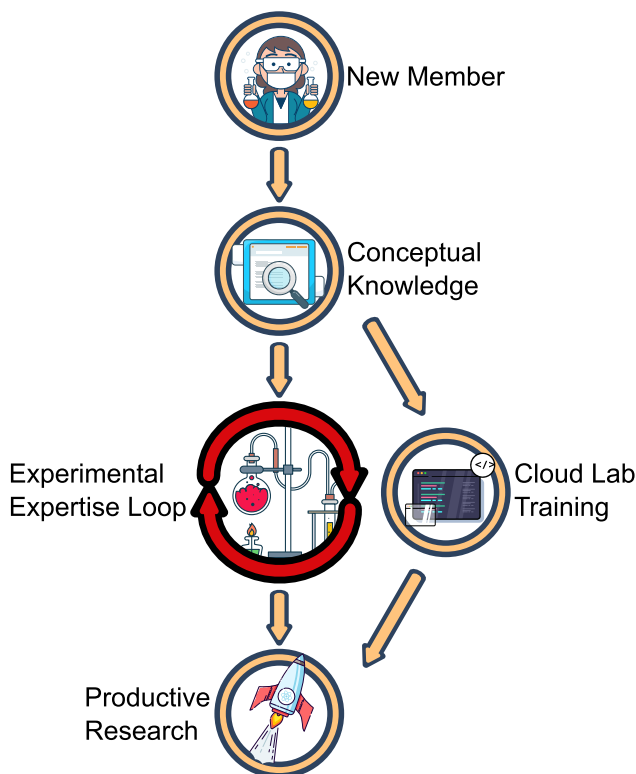 New Member
Conceptual
Knowledge
Experimental
Expertise Loop
</>
Cloud Lab
Training
Productive
Research